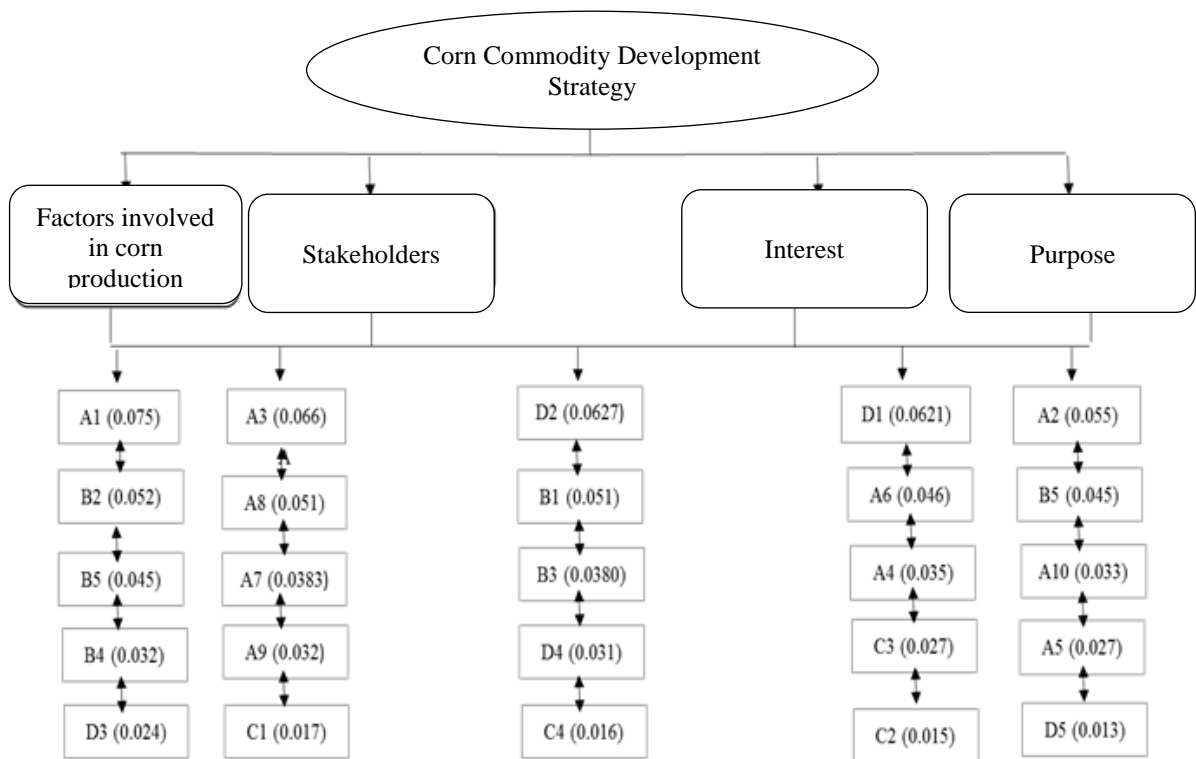 Corn Commodity Development
Strategy
Factors involved
in corn
production
Stakeholders
Interest
Purpose
A1 (0.075)
A3 (0.066)
D2 (0.0627)
D1 (0.0621)
A2 (0.055)
A
B2 (0.052)
A8 (0.051)
B1 (0.051)
A6 (0.046)
B5 (0.045)
B5 (0.045)
A7 (0.0383)
B3 (0.0380)
A4 (0.035)
A10 (0.033)
B4 (0.032)
A9 (0.032)
D4 (0.031)
C3 (0.027)
A5 (0.027)
D3 (0.024)
C1 (0.017)
C4 (0.016)
C2 (0.015)
D5 (0.013)